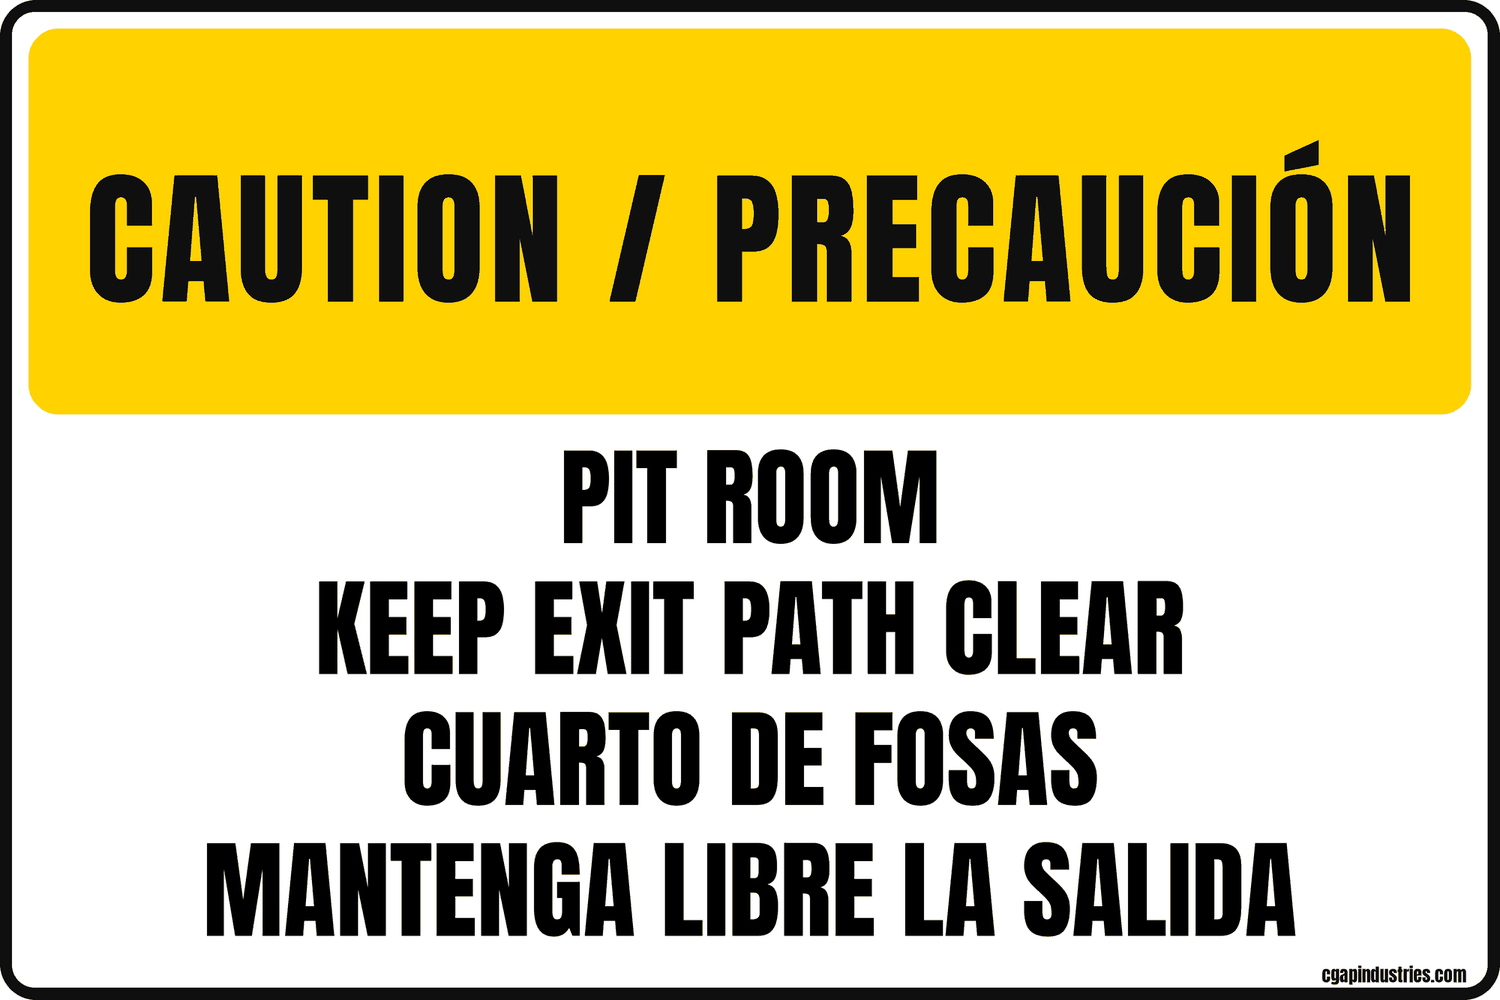 CAUTION / PRECAUCIÓN
PIT ROOM
KEEP EXIT PATH CLEAR
CUARTO DE FOSAS
MANTENGA LIBRE LA SALIDA
cgapindustries.com